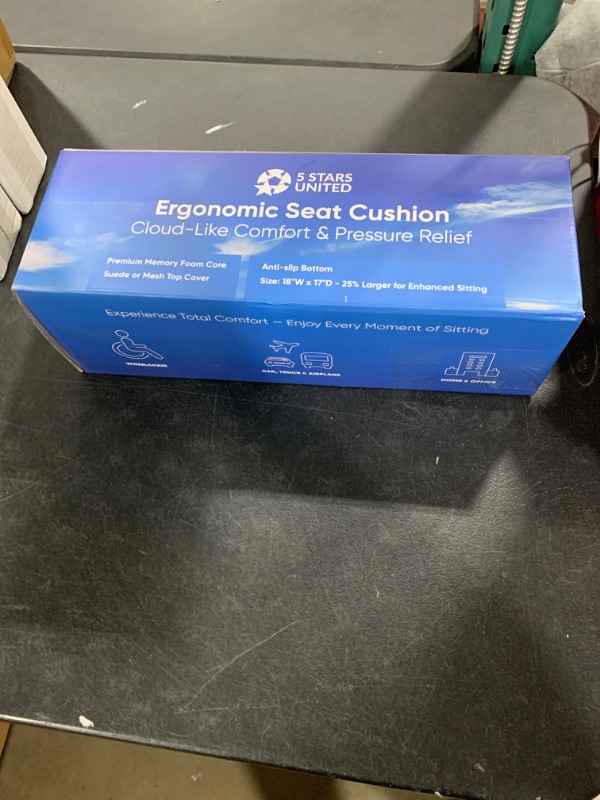 5 STARS
UNITED
Ergonomic Seat Cushion
Cloud-Like Comfort & Pressure Relief
Premium Memory Foam Core
Suede or Mesh Top Cover
Anti-slip Bottom
Size: 18"W x 17"D - 25% Larger for Enhanced Sitting
Experience Total Comfort — Enjoy Every Moment of Sitting
WHEELCHAIR
CAR, TRUCK & AIRPLANE
HOME & OFFICE